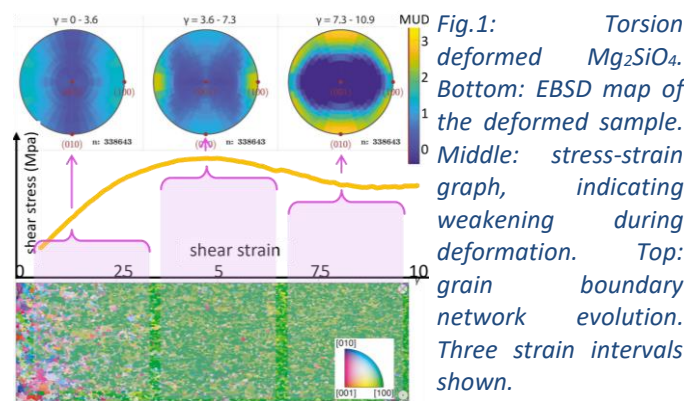 γ = 0 - 3.6
γ = 3.6 - 7.3
γ = 7.3 - 10.9
MUD
3
2
1
0
(100)
(100)
(100)
(010) n: 338643
(010) n: 338643
(010) n: 338643
shear stress (Mpa)
shear strain
0 25 5 7.5 10
γ
[010]
[001] [100]
Fig.1: Torsion
deformed Mg₂SiO₄.
Bottom: EBSD map of
the deformed sample.
Middle: stress-strain
graph, indicating
weakening during
deformation. Top:
grain boundary
network evolution.
Three strain intervals
shown.